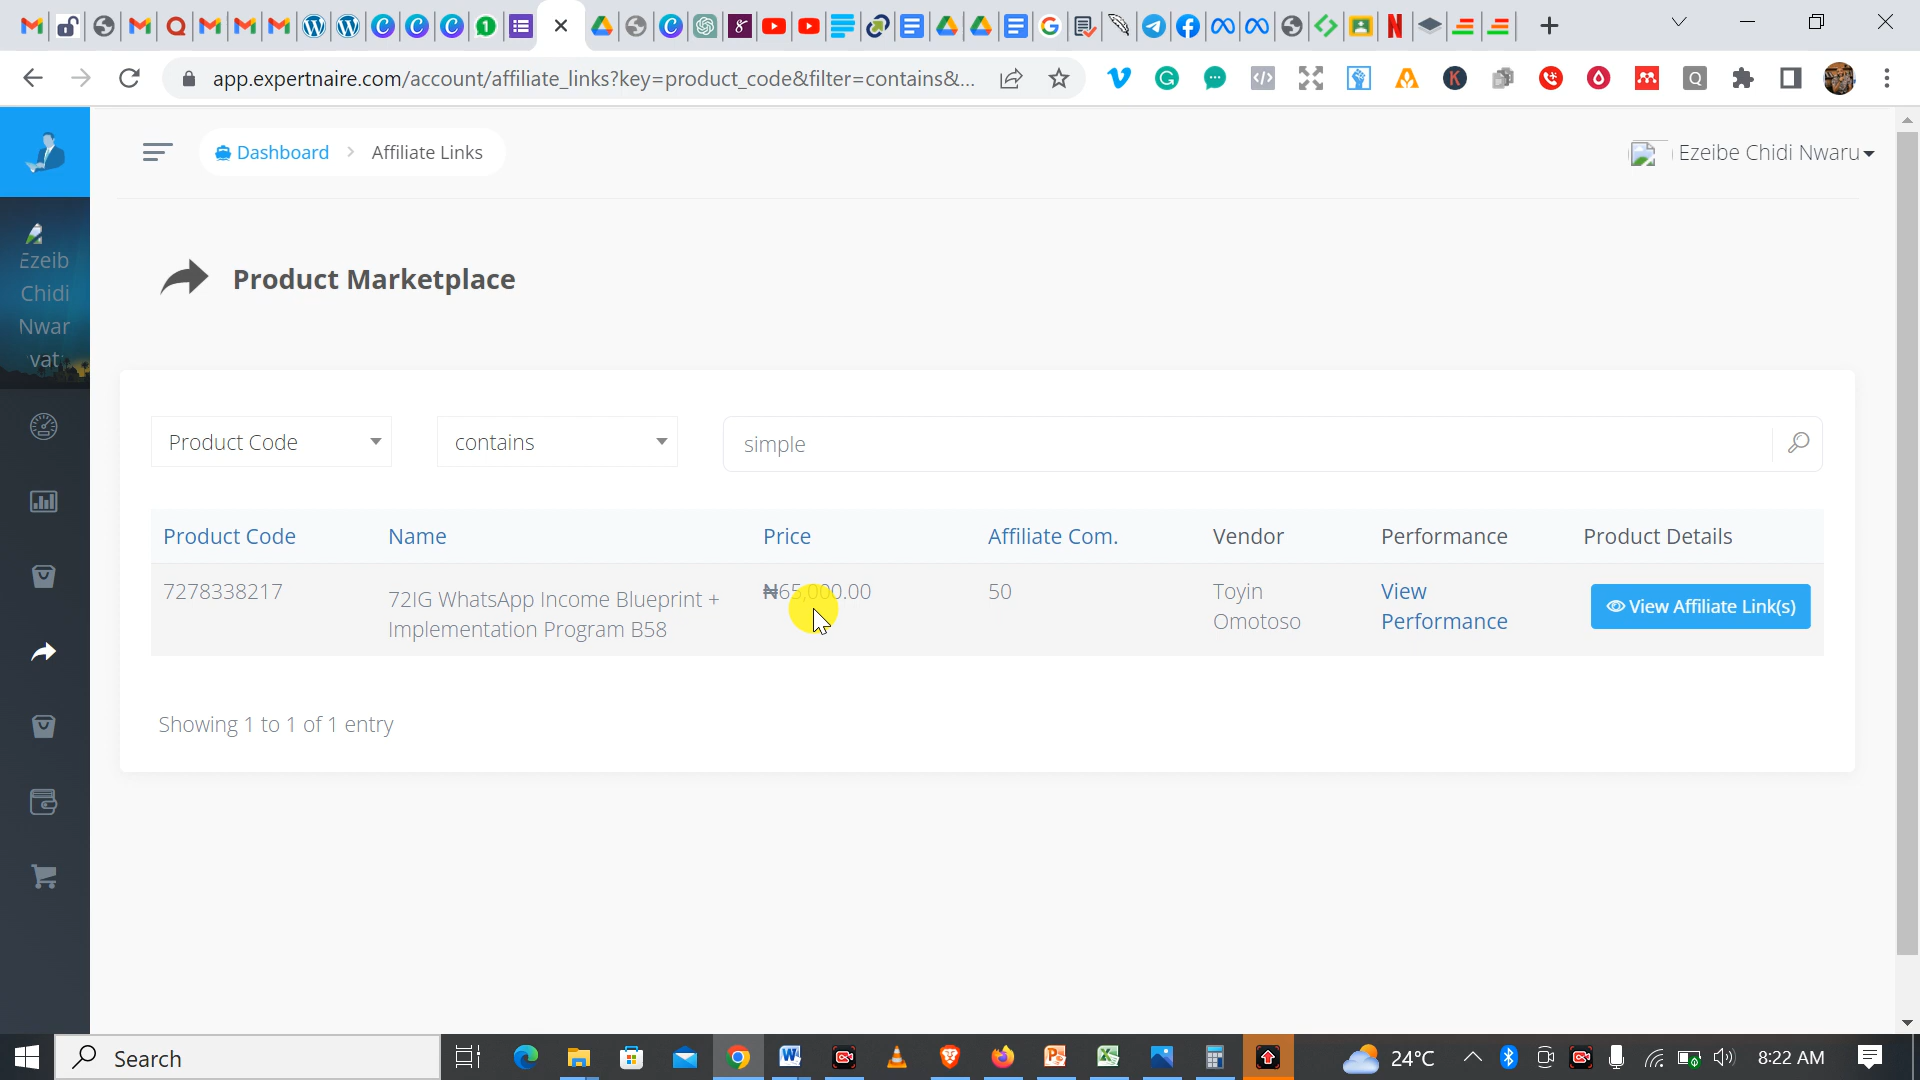 app.expertnaire.com/account/affiliate_links?key=product_code&filter=contains&...
Dashboard > Affiliate Links
Ezeibe Chidi Nwaru
Ezeib
Chidi
Nwar
vat
Product Marketplace
Product Code
contains
simple
Product Code Name Price Affiliate Com. Vendor Performance Product Details
7278338217
72IG WhatsApp Income Blueprint +
Implementation Program B58
₦65,000.00
50
Toyin
Omotoso
View
Performance
View Affiliate Link(s)
Showing 1 to 1 of 1 entry
Search
24°C
8:22 AM